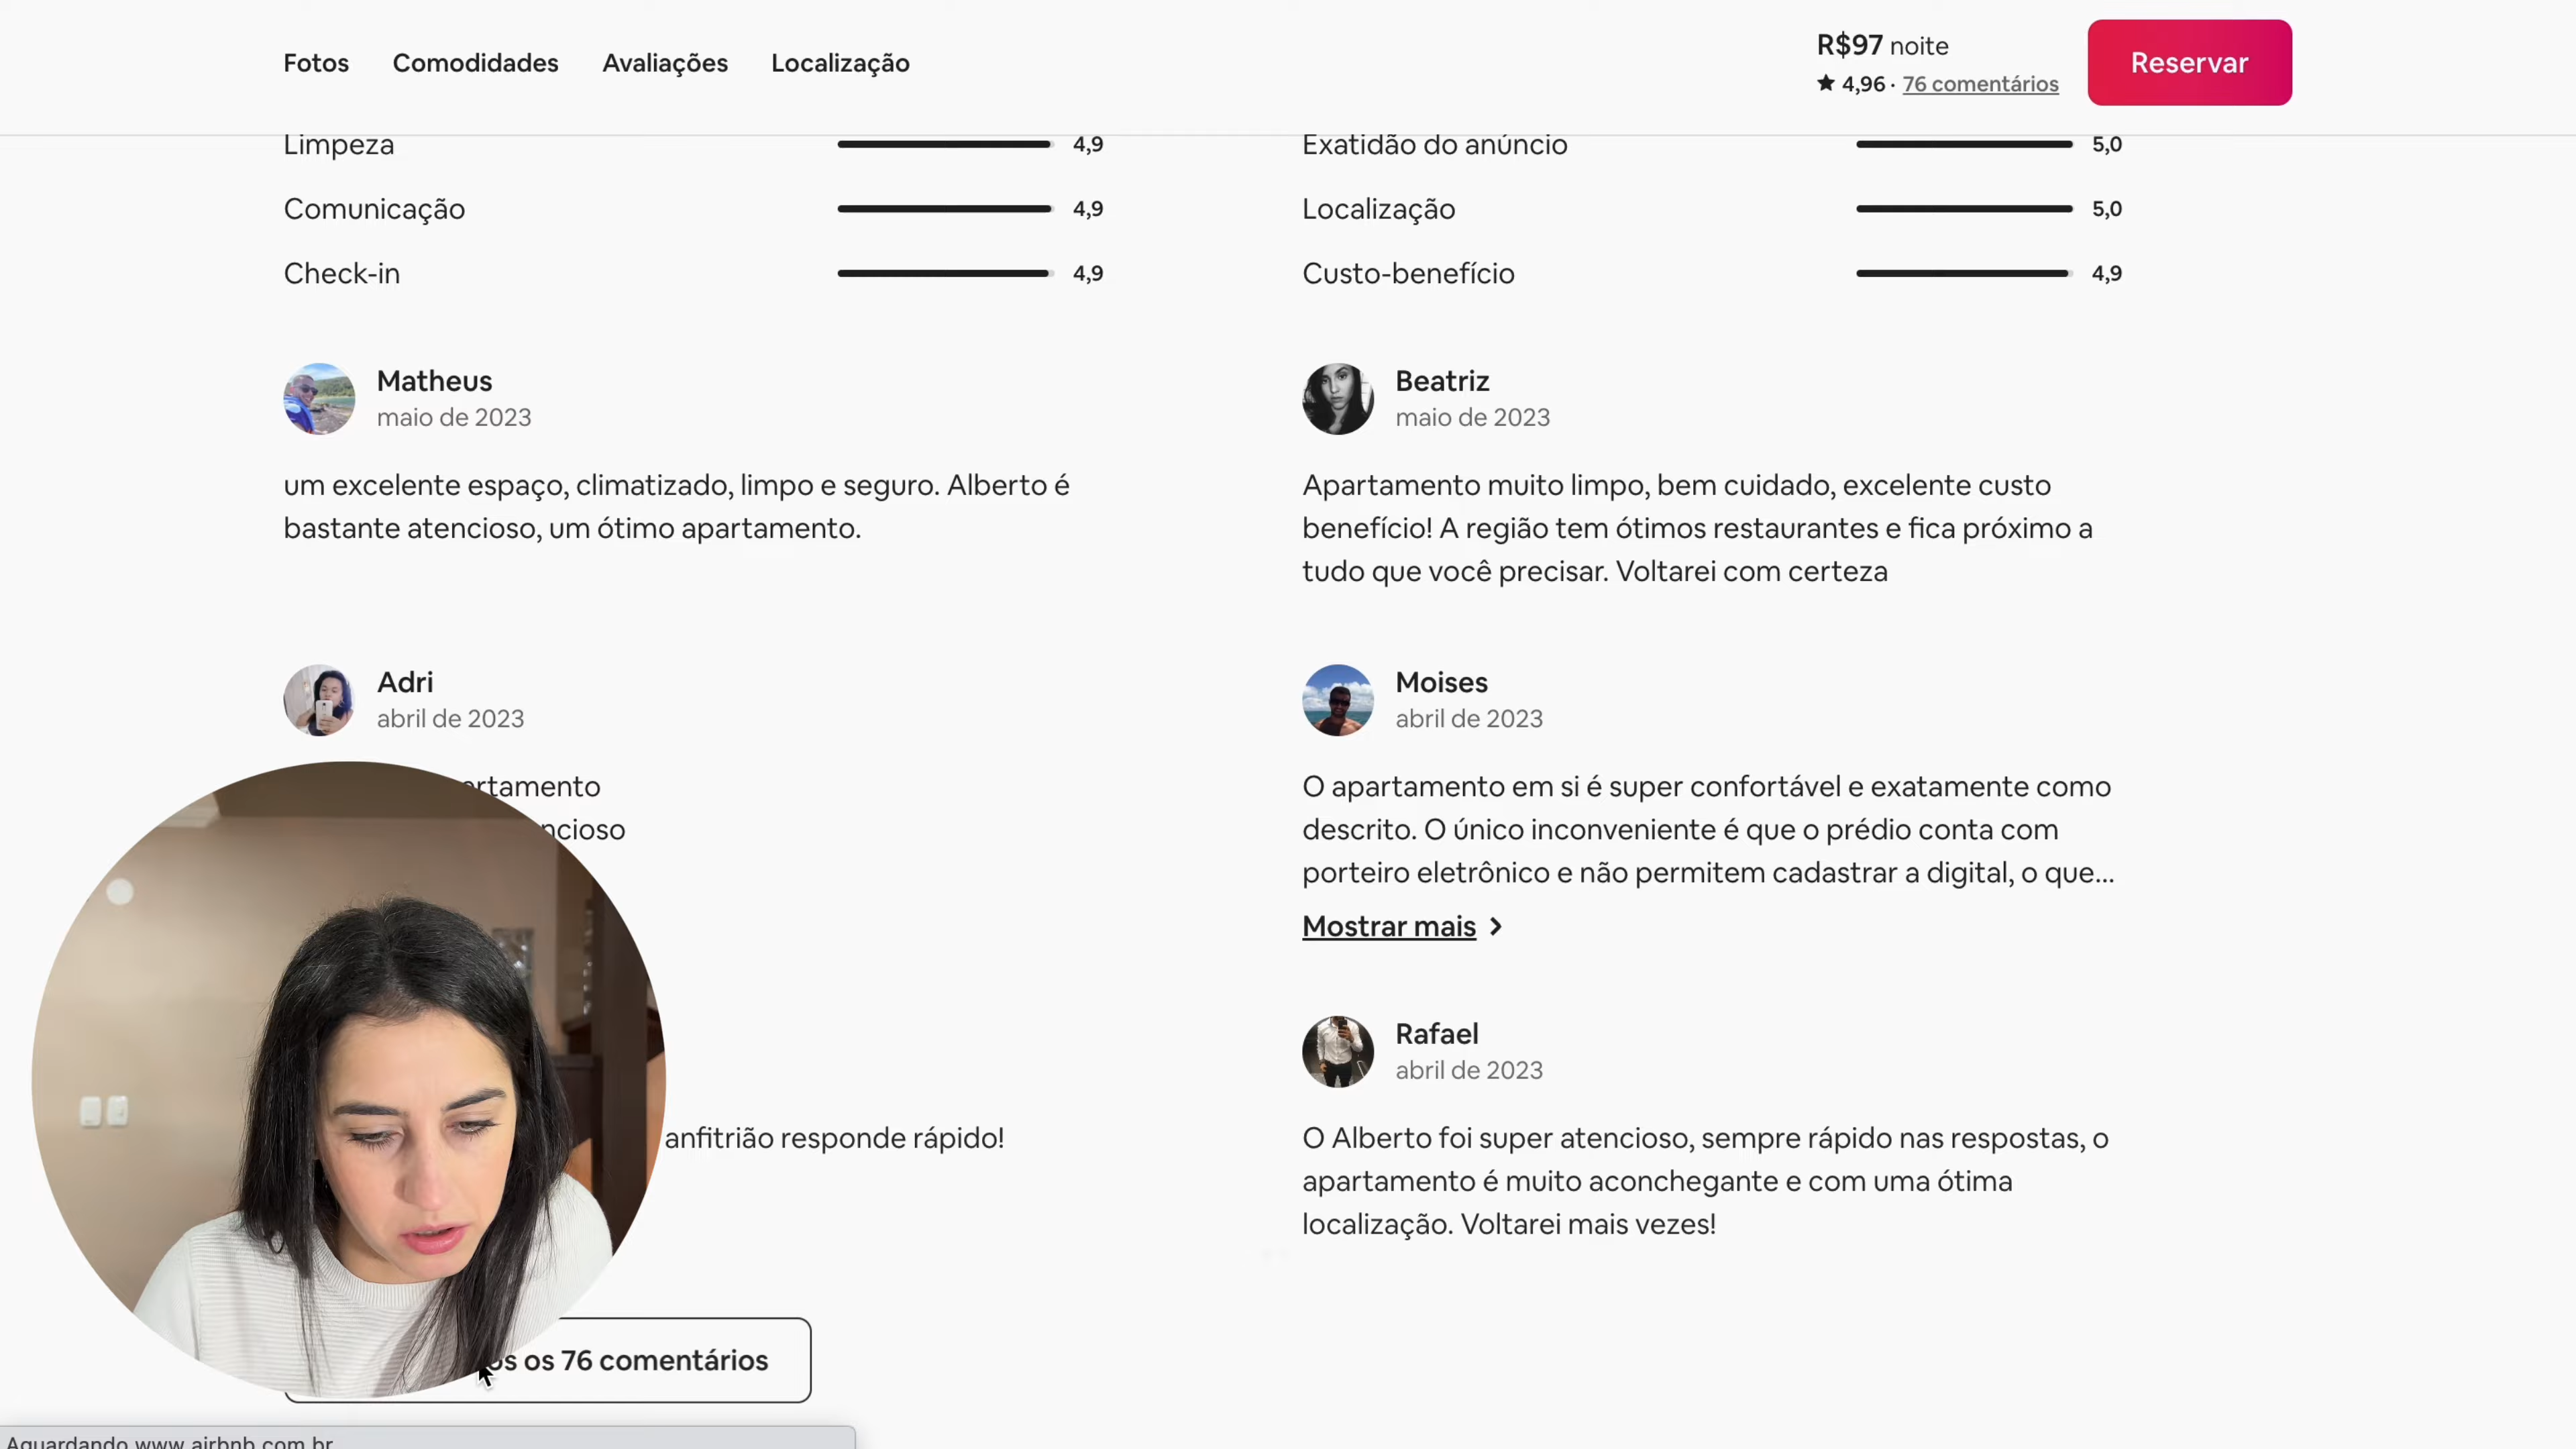 Fotos Comodidades Avaliações Localização
R$97 noite
★ 4,96 · 76 comentários
Reservar
Limpeza 4,9
Comunicação 4,9
Check-in 4,9
Exatidão do anúncio 5,0
Localização 5,0
Custo-benefício 4,9
Matheus
maio de 2023
um excelente espaço, climatizado, limpo e seguro. Alberto é
bastante atencioso, um ótimo apartamento.
Beatriz
maio de 2023
Apartamento muito limpo, bem cuidado, excelente custo
benefício! A região tem ótimos restaurantes e fica próximo a
tudo que você precisar. Voltarei com certeza
Adri
abril de 2023
Moises
abril de 2023
O apartamento em si é super confortável e exatamente como
descrito. O único inconveniente é que o prédio conta com
porteiro eletrônico e não permitem cadastrar a digital, o que...
Mostrar mais
anfitrião responde rápido!
Rafael
abril de 2023
O Alberto foi super atencioso, sempre rápido nas respostas, o
apartamento é muito aconchegante e com uma ótima
localização. Voltarei mais vezes!
os 76 comentários
Aguardando www.airbnb.com.br